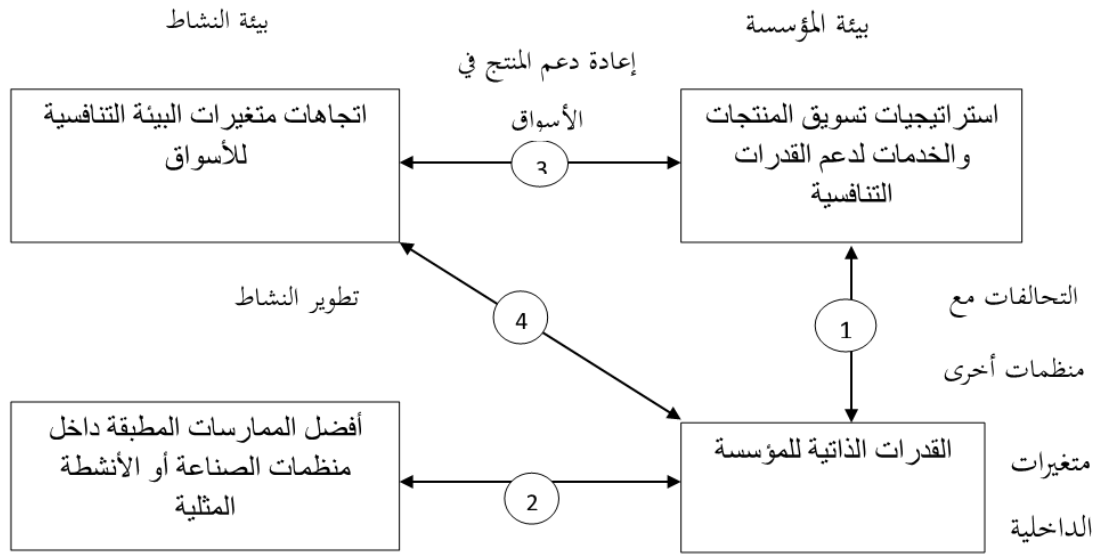 بيئة المؤسسة
بيئة النشاط
إعادة دعم المنتج في
الأسواق
استراتيجيات تسويق المنتجات
والخدمات لدعم القدرات
التنافسية
3
اتجاهات متغيرات البيئة التنافسية
للأسواق
التحالفات مع
منظمات أخرى
1
4
تطوير النشاط
القدرات الذاتية للمؤسسة
متغيرات
الداخلية
2
أفضل الممارسات المطبقة داخل
منظمات الصناعة أو الأنشطة
المثلية